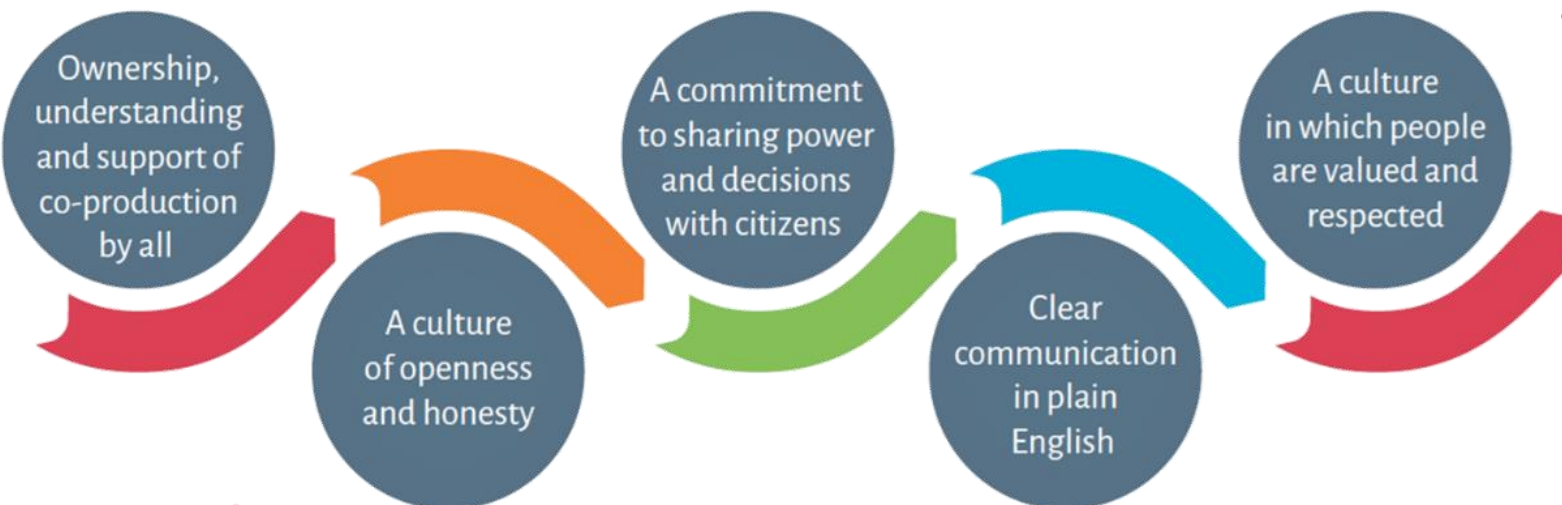 Ownership,
understanding
and support of
co-production
by all
A culture
of openness
and honesty
A commitment
to sharing power
and decisions
with citizens
Clear
communication
in plain
English
A culture
in which people
are valued and
respected